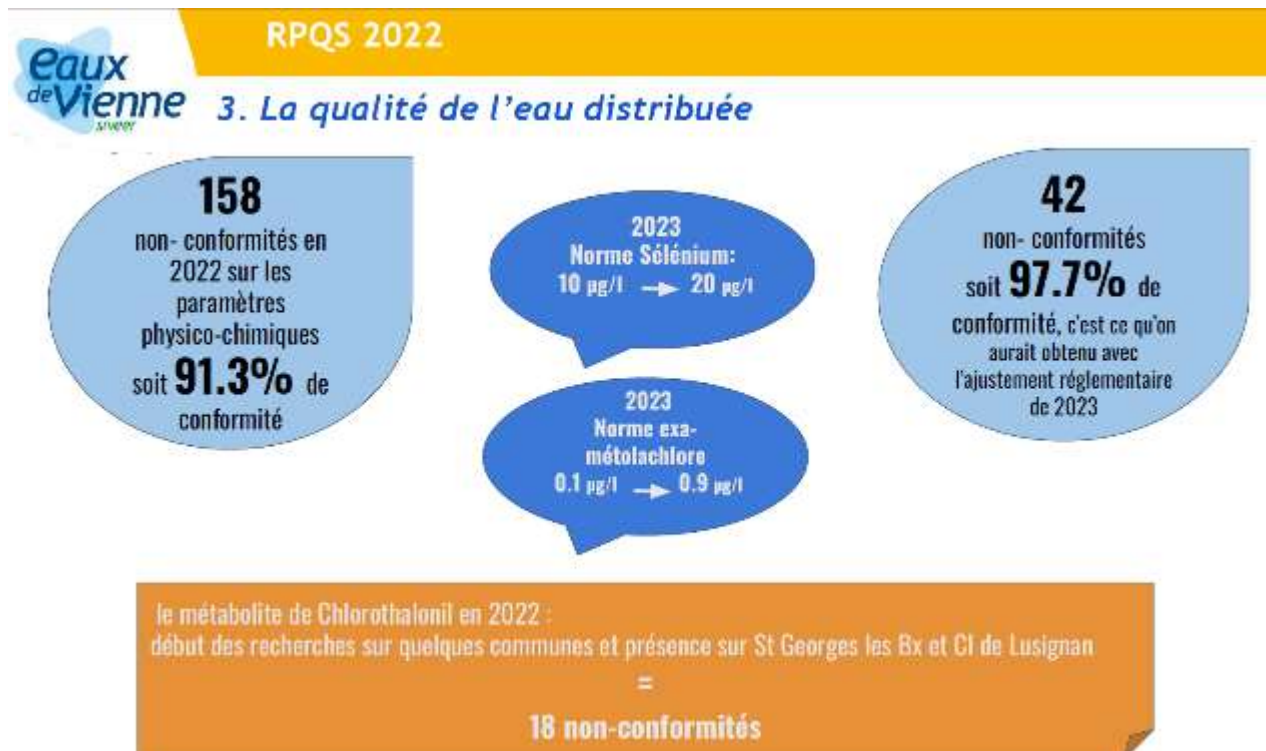 RPQS 2022
eaux
de Vienne
siveer
3. La qualité de l'eau distribuée
158
non- conformités en
2022 sur les
paramètres
physico-chimiques
soit 91.3% de
conformité
2023
Norme Sélénium:
10 µg/l → 20 µg/l
2023
Norme exa-
métolachlore
0.1 µg/l → 0.9 µg/l
42
non- conformités
soit 97.7% de
conformité, c'est ce qu'on
aurait obtenu avec
l'ajustement réglementaire
de 2023
le métabolite de Chlorothalonil en 2022 :
début des recherches sur quelques communes et présence sur St Georges les Bx et Cl de Lusignan
=
18 non-conformités